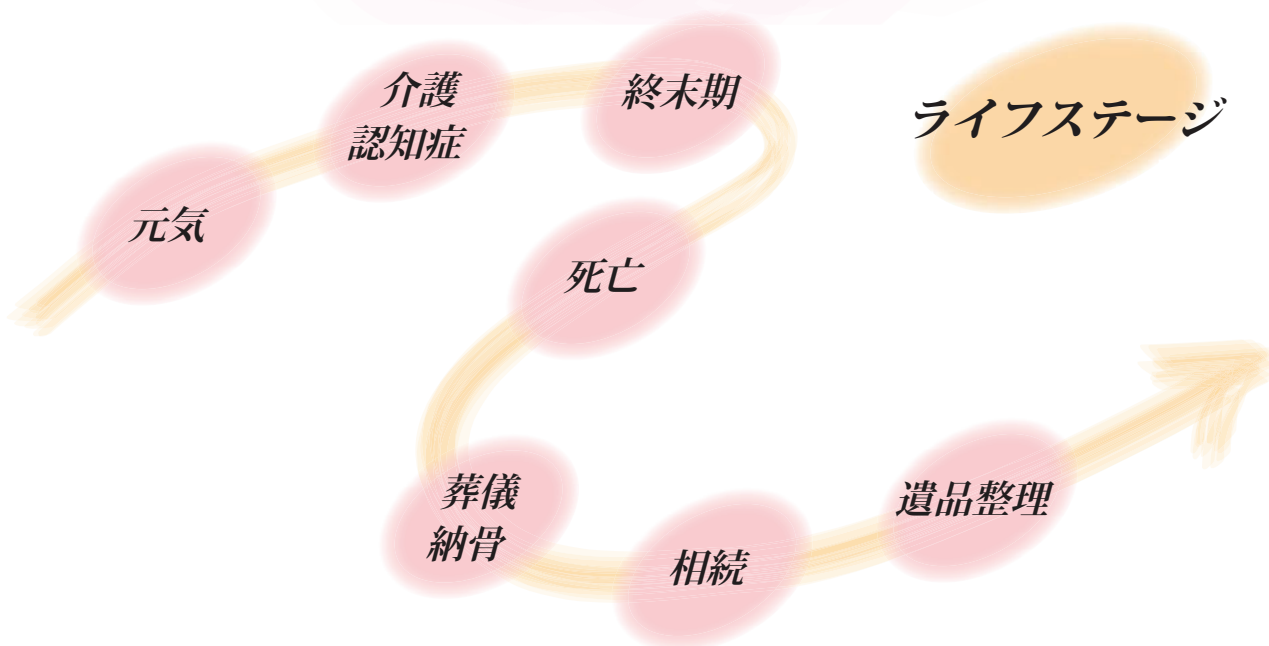 ライフステージ
元気
介護
認知症
終末期
死亡
葬儀
納骨
相続
遺品整理